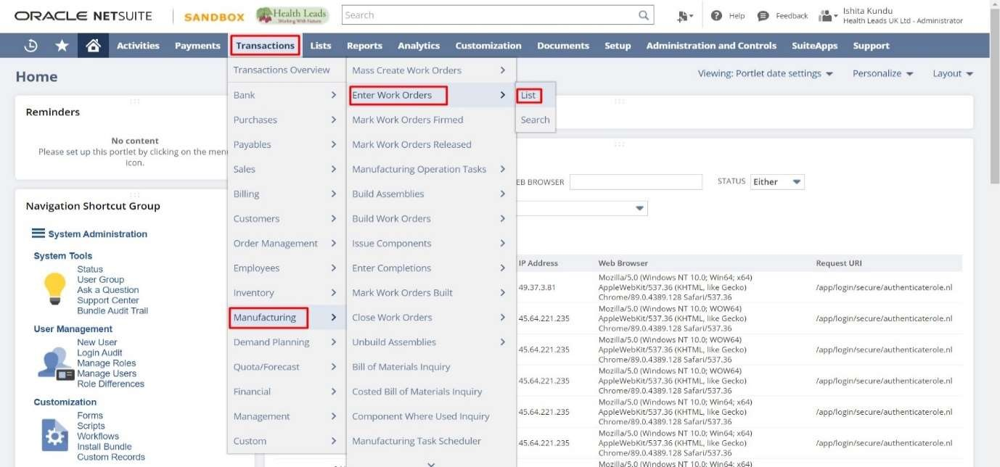 ORACLE NETSUITE
SANDBOX
Health Leads
Working With Nature
Search
Help
Feedback
Ishita Kundu
Health Leads UK Ltd - Administrator
Activities
Payments
Transactions
Lists
Reports
Analytics
Customization
Documents
Setup
Administration and Controls
SuiteApps
Support
Home
Viewing: Portlet date settings
Personalize
Layout
Reminders
No content
Please set up this portlet by clicking on the menu
icon.
Navigation Shortcut Group
System Administration
System Tools
Status
User Group
Ask a Question
Support Center
Bundle Audit Trail
User Management
New User
Login Audit
Manage Roles
Manage Users
Role Differences
Customization
Forms
Scripts
Workflows
Install Bundle
Custom Records
Transactions Overview
Bank
Purchases
Payables
Sales
Billing
Customers
Order Management
Employees
Inventory
Manufacturing
Demand Planning
Quota/Forecast
Financial
Management
Custom
Mass Create Work Orders
Enter Work Orders
Mark Work Orders Firmed
Mark Work Orders Released
Manufacturing Operation Tasks
Build Assemblies
Build Work Orders
Issue Components
Enter Completions
Mark Work Orders Built
Close Work Orders
Unbuild Assemblies
Bill of Materials Inquiry
Costed Bill of Materials Inquiry
Component Where Used Inquiry
Manufacturing Task Scheduler
List
Search
EB BROWSER
STATUS
Either
IP Address
Web Browser
Request URI
Mozilla/5.0 (Windows NT 10.0; Win64; x64)
49.37.3.81
AppleWebKit/537.36 (KHTML, like Gecko)
/app/login/secure/authenticaterole.nl
Chrome/89.0.4389.128 Safari/537.36
Mozilla/5.0 (Windows NT 10.0; WOW64)
45.64.221.235
AppleWebKit/537.36 (KHTML, like Gecko)
/app/login/secure/authenticaterole.nl
Chrome/89.0.4389.128 Safari/537.36
Mozilla/5.0 (Windows NT 10.0; WOW64)
45.64.221.235
AppleWebKit/537.36 (KHTML, like Gecko)
/app/login/secure/authenticaterole.nl
Chrome/89.0.4389.128 Safari/537.36
Mozilla/5.0 (Windows NT 10.0; WOW64)
45.64.221.235
AppleWebKit/537.36 (KHTML, like Gecko)
/app/login/secure/authenticaterole.nl
Chrome/89.0.4389.128 Safari/537.36
Mozilla/5.0 (Windows NT 10.0; Win64; x64)
45.64.221.235
AppleWebKit/537.36 (KHTML, like Gecko)
/app/login/secure/authenticaterole.nl
Chrome/89.0.4389.128 Safari/537.36
Mozilla/5.0 (Windows NT 10.0; Win64; x64)
45.64.221.235
AppleWebKit/537.36 (KHTML, like Gecko)
/app/login/secure/authenticaterole.nl
Chrome/89.0.4389.128 Safari/537.36
Mozilla/5.0 (Windows NT 10.0; Win64; x64)